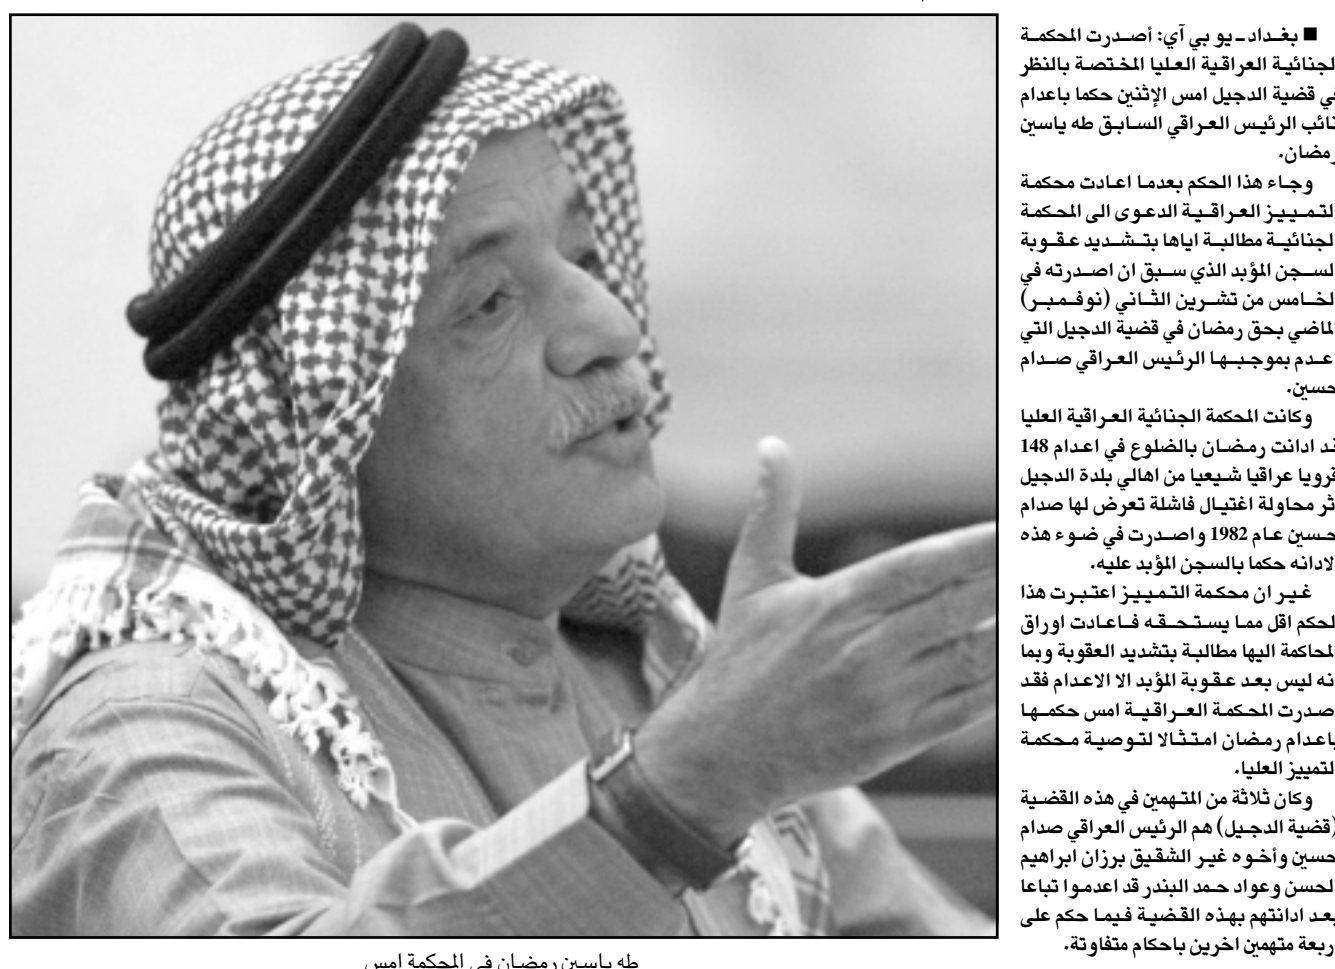 ■ بغداد ـ يو بي آي: أصدرت المحكمة
لجنائية العراقية العليا المختصة بالنظر
في قضية الدجيل امس الإثنين حكما باعدام
نائب الرئيس العراقي السابق طه ياسين
رمضان.
وجاء هذا الحكم بعدما اعادت محكمة
لتمييز العراقية الدعوى الى المحكمة
لجنائية مطالبة اياها بتشديد عقوبة
لسجن المؤبد الذي سبق ان اصدرته في
لخامس من تشرين الثاني (نوفمبر)
لماضي بحق رمضان في قضية الدجيل التي
عدم بموجبها الرئيس العراقي صدام
حسين.
وكانت المحكمة الجنائية العراقية العليا
قد ادانت رمضان بالضلوع في اعدام 148
قرويا عراقيا شيعيا من اهالي بلدة الدجيل
ثر محاولة اغتيال فاشلة تعرض لها صدام
حسين عام 1982 واصدرت في ضوء هذه
لادانه حكما بالسجن المؤبد عليه.
غير ان محكمة التمييز اعتبرت هذا
لحكم اقل مما يستحقه فاعادت اوراق
لمحاكمة اليها مطالبة بتشديد العقوبة وبما
نه ليس بعد عقوبة المؤبد الا الاعدام فقد
صدرت المحكمة العراقية امس حكمها
باعدام رمضان امتثالا لتوصية محكمة
لتمييز العليا.
وكان ثلاثة من المتهمين في هذه القضية
(قضية الدجيل) هم الرئيس العراقي صدام
حسين وأخوه غير الشقيق برزان ابراهيم
لحسن وعواد حمد البندر قد اعدموا تباعا
بعد ادانتهم بهذه القضية فيما حكم على
ربعة متهمين اخرين باحكام متفاوتة.
طه ياسين رمضان في المحكمة امس